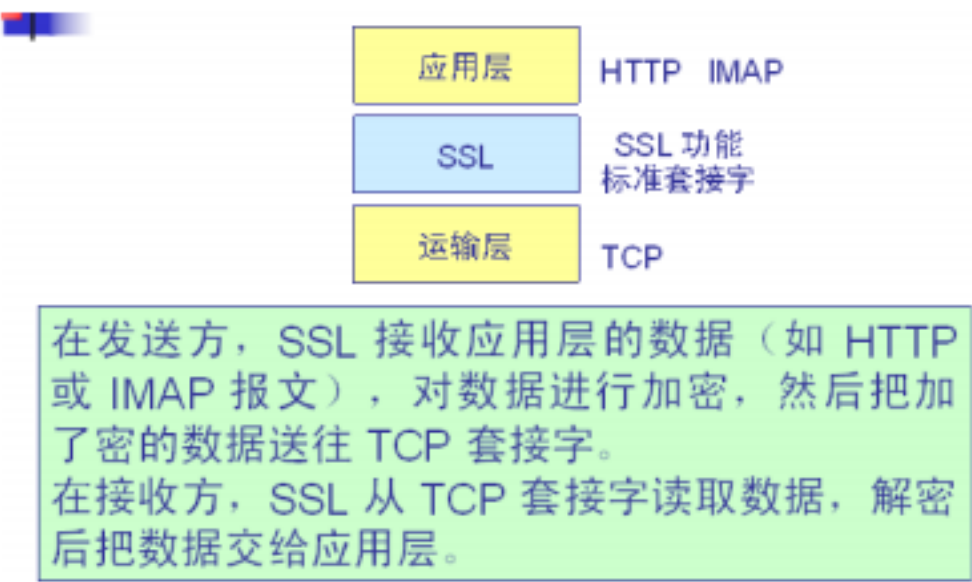 应用层 HTTP IMAP
SSL SSL 功能
标准套接字
运输层 TCP
在发送方，SSL 接收应用层的数据（如 HTTP
或 IMAP 报文），对数据进行加密，然后把加
了密的数据送往 TCP 套接字。
在接收方，SSL 从 TCP 套接字读取数据，解密
后把数据交给应用层。